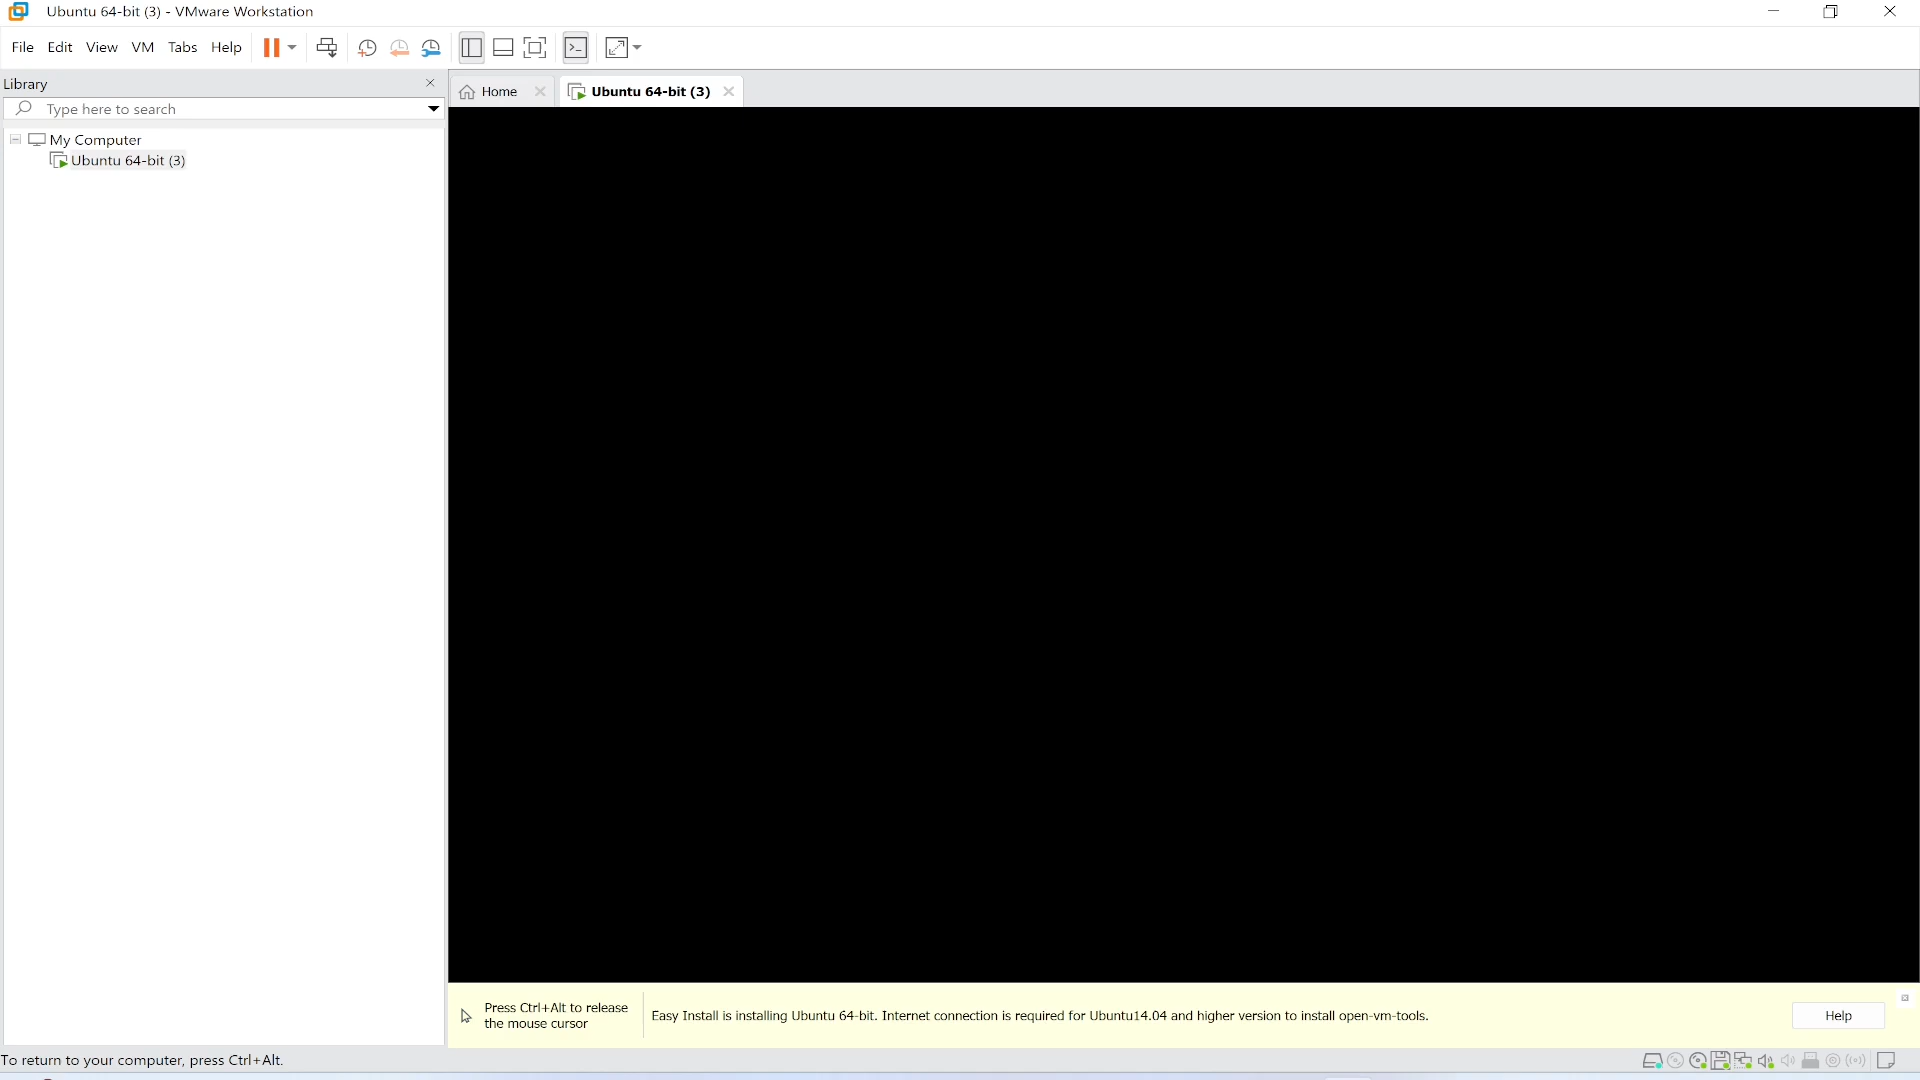 Ubuntu 64-bit (3) - VMware Workstation
File Edit View VM Tabs Help
Library
Type here to search
My Computer
Ubuntu 64-bit (3)
Home
Ubuntu 64-bit (3)
Press Ctrl+Alt to release
the mouse cursor
Easy Install is installing Ubuntu 64-bit. Internet connection is required for Ubuntu14.04 and higher version to install open-vm-tools.
Help
To return to your computer, press Ctrl+Alt.